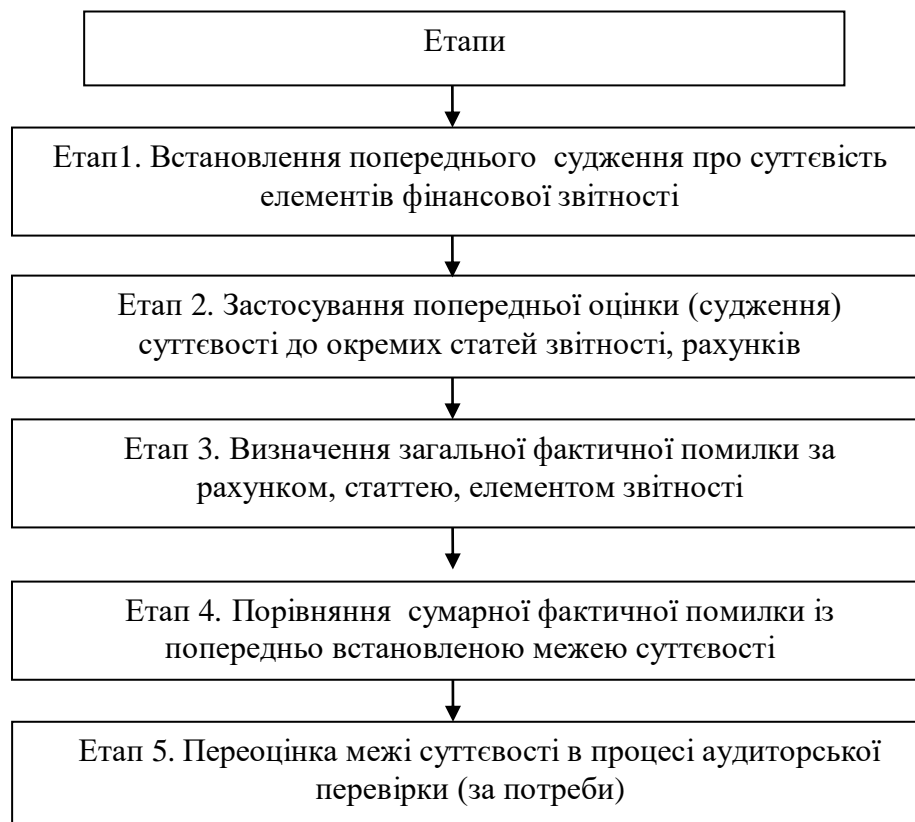 Етапи
Етап1. Встановлення попереднього судження про суттєвість
елементів фінансової звітності
Етап 2. Застосування попередньої оцінки (судження)
суттєвості до окремих статей звітності, рахунків
Етап 3. Визначення загальної фактичної помилки за
рахунком, статтею, елементом звітності
Етап 4. Порівняння сумарної фактичної помилки із
попередньо встановленою межею суттєвості
Етап 5. Переоцінка межі суттєвості в процесі аудиторської
перевірки (за потреби)